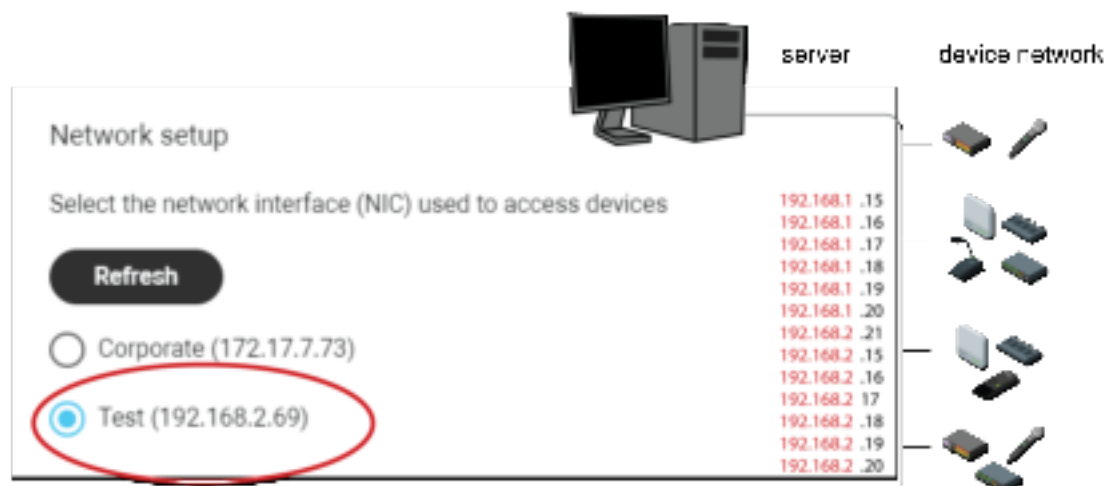 server
device network
Network setup
Select the network interface (NIC) used to access devices
Refresh
Corporate (172.17.7.73)
Test (192.168.2.69)
192.168.1 .15
192.168.1 .16
192.168.1 .17
192.168.1 .18
192.168.1 .19
192.168.1 .20
192.168.2 .21
192.168.2 .15
192.168.2 .16
192.168.2 17
192.168.2 .18
192.168.2 .19
192.168.2 .20